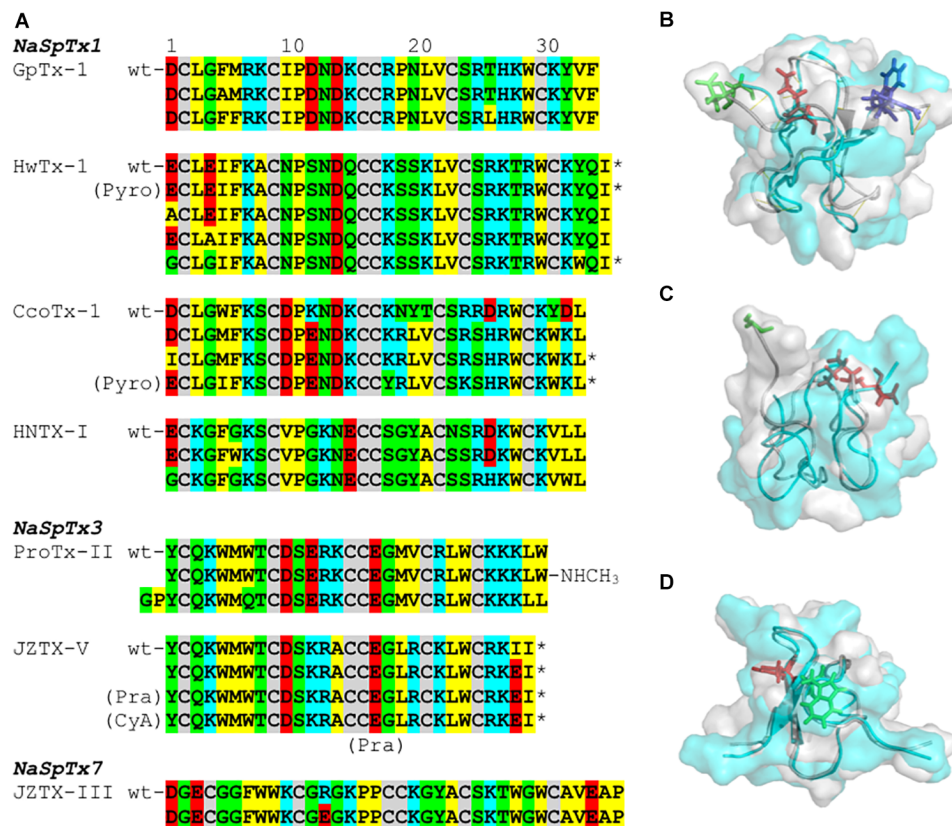 A
NaSpTx1
1 10 20 30
GpTx-1 wt-DCLGFMRKCIPDNDKCCRPNLVCSRTHKWCKYVF
DCLGAMRKCIPDNDKCCRPNLVCSRTHKWCKYVF
DCLGFFRKCIPDNDKCCRPNLVCSRLHRWCKYVF
HwTx-1 wt-ECLEIFKACNPSNDQCCKSSKLVCSRKTRWCKYQI*
(Pyro)ECLEIFKACNPSNDQCCKSSKLVCSRKTRWCKYQI*
ACLEIFKACNPSNDQCCKSSKLVCSRKTRWCKYQI
ECLAIFKACNPSNDQCCKSSKLVCSRKTRWCKYQI
GCLGIFKACNPSNDQCCKSSKLVCSRKTRWCKWQI*
CcoTx-1 wt-DCLGWFKSCDPKNDKCCKNYTCSRRDRWCKYDL
DCLGMFKSCDPENDKCCKRLVCSRSHRWCKWKL
ICLGMFKSCDPENDKCCKRLVCSRSHRWCKWKL*
(Pyro)ECLGIFKSCDPENDKCCYRLVCSKSHRWCKWKL*
HNTX-I wt-ECKGFGKSCVPGKNECCSGYACNSRDKWCKVLL
ECKGFWKSCVPGKNECCSGYACSSRDKWCKVLL
GCKGFGKSCVPGKNECCSGYACSSRHKWCKVWL
NaSpTx3
ProTx-II wt-YCQKWMWTCDSERKCCEGMVCRLWCKKKLW
YCQKWMWTCDSERKCCEGMVCRLWCKKKLW-NHCH₃
GPYCQKWMQTCDSERKCCEGMVCRLWCKKKLL
JZTX-V wt-YCQKWMWTCDSKRACCEGLRCKLWCRKII*
YCQKWMWTCDSKRACCEGLRCKLWCRKEI*
(Pra)YCQKWMWTCDSKRACCEGLRCKLWCRKEI*
(CyA)YCQKWMWTCDSKRACCEGLRCKLWCRKEI*
(Pra)
NaSpTx7
JZTX-III wt-DGECGGFWWKCGRGKPPCCKGYACSKTWGWCAVEAP
DGECGGFWWKCGEGKPPCCKGYACSKTWGWCAVEAP
B
C
D